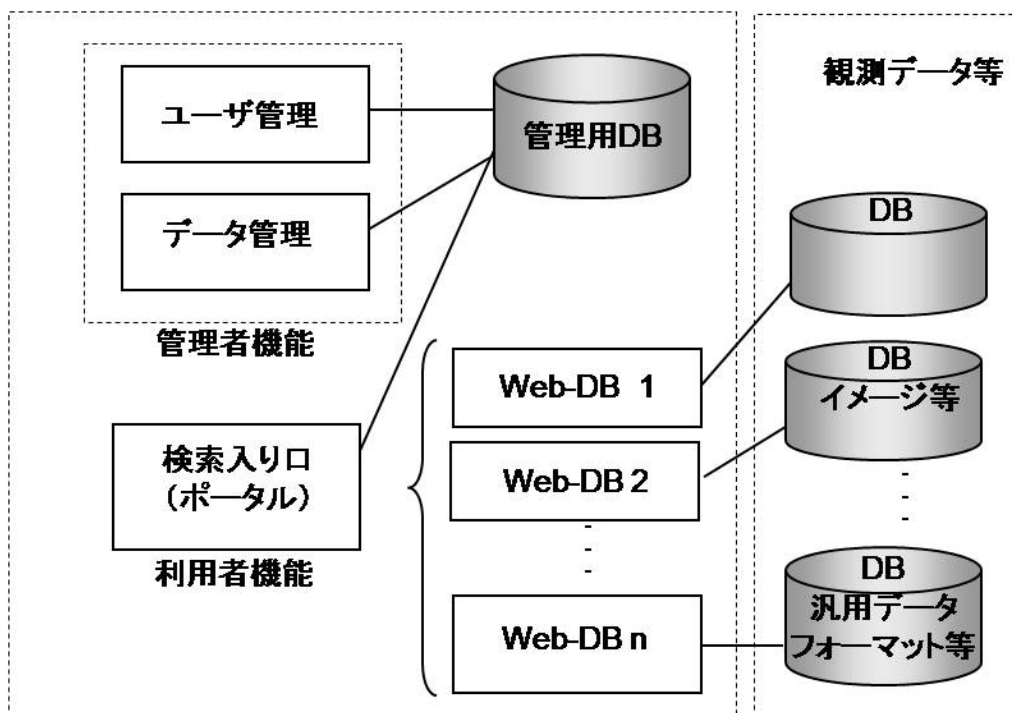 ユーザ管理
データ管理
管理者機能
管理用DB
検索入り口
（ポータル）
利用者機能
Web-DB 1
Web-DB 2
Web-DB n
観測データ等
DB
DB
イメージ等
DB
汎用データ
フォーマット等